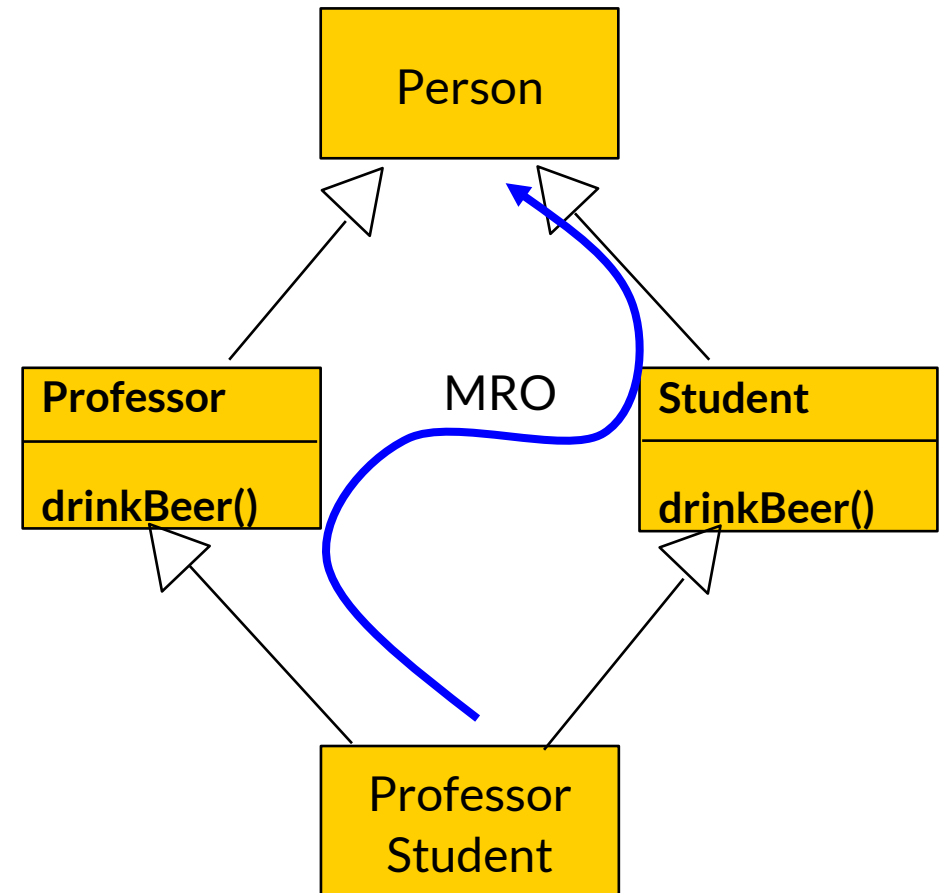 Person
Professor
drinkBeer()
MRO
Student
drinkBeer()
Professor
Student